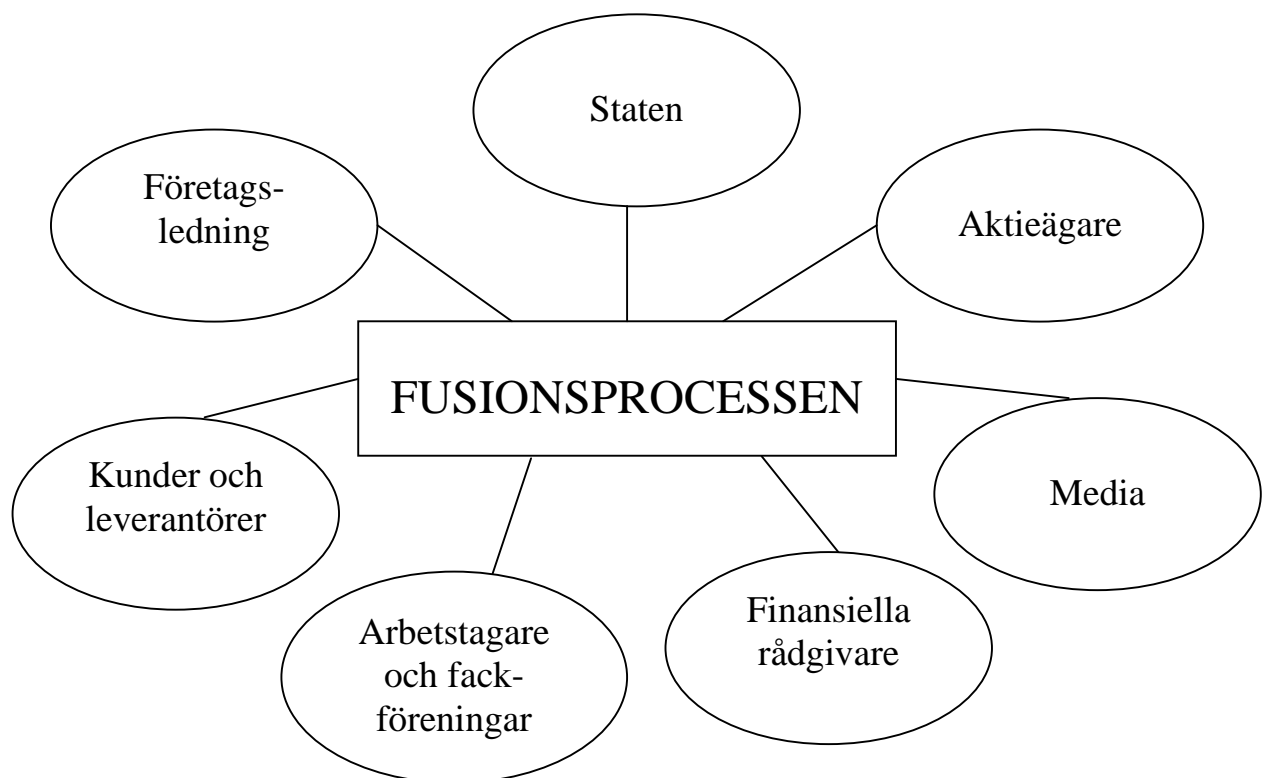 Staten
Företags-
ledning
Aktieägare
FUSIONSPROCESSEN
Kunder och
leverantörer
Media
Arbetstagare
och fack-
föreningar
Finansiella
rådgivare